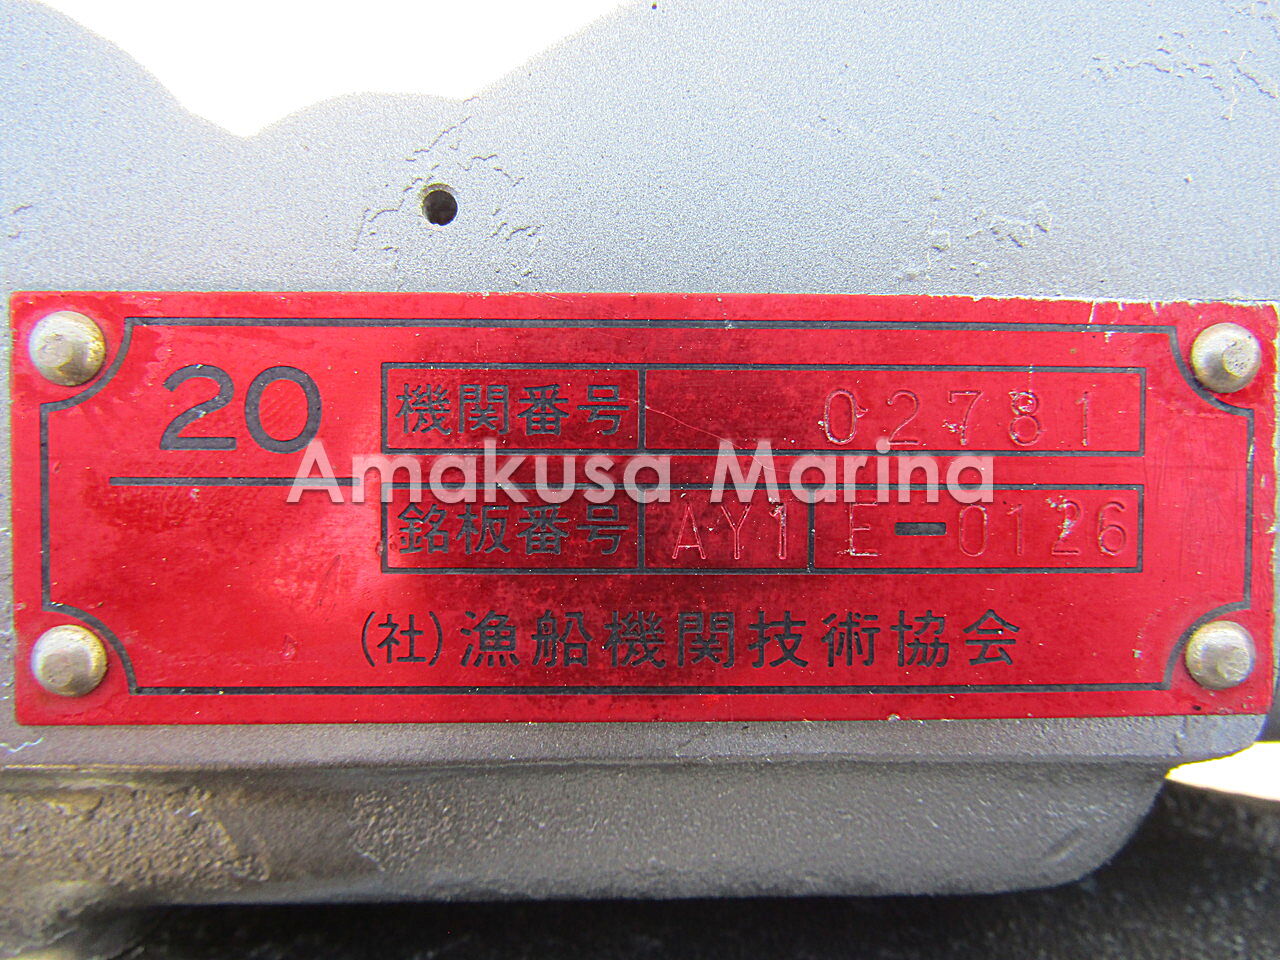 20
機関番号 02781
Amakusa Marina
銘板番号 AY1 E-0126
(社)漁船機関技術協会